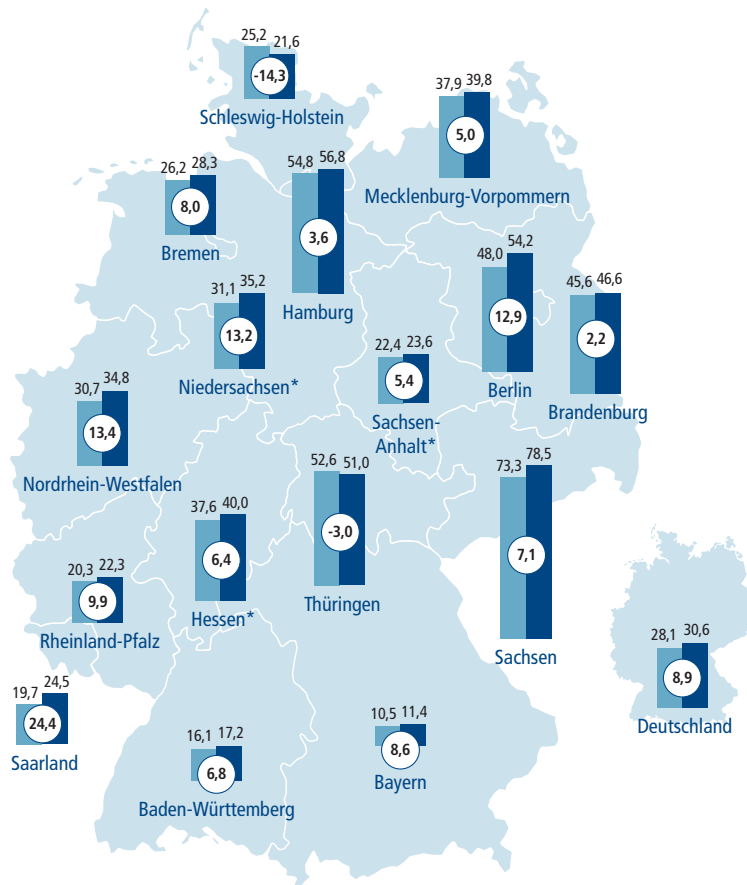 25,2 21,6
-14,3
Schleswig-Holstein
37,9 39,8
5,0
Mecklenburg-Vorpommern
26,2 28,3
8,0
Bremen
54,8 56,8
3,6
Hamburg
48,0 54,2
12,9
Berlin
45,6 46,6
2,2
Brandenburg
31,1 35,2
13,2
Niedersachsen*
22,4 23,6
5,4
Sachsen-
Anhalt*
30,7 34,8
13,4
Nordrhein-Westfalen
37,6 40,0
6,4
Hessen*
52,6 51,0
-3,0
Thüringen
73,3 78,5
7,1
Sachsen
20,3 22,3
9,9
Rheinland-Pfalz
28,1 30,6
8,9
Deutschland
19,7 24,5
24,4
Saarland
16,1 17,2
6,8
Baden-Württemberg
10,5 11,4
8,6
Bayern